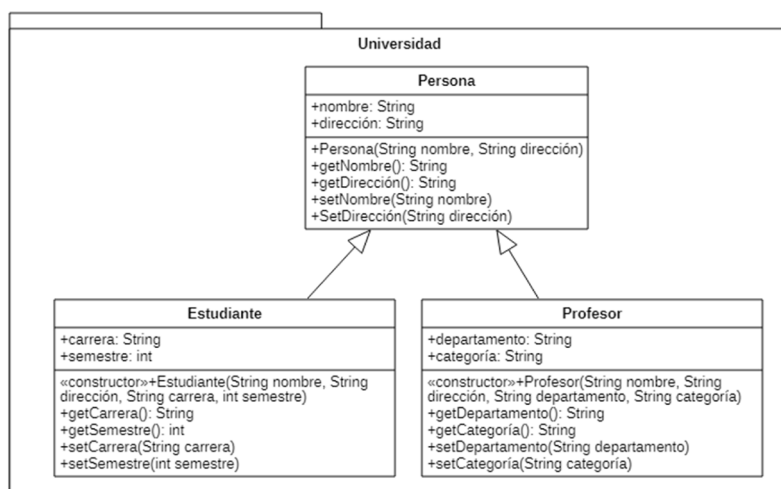 Universidad
Persona
+nombre: String
+dirección: String
+Persona(String nombre, String dirección)
+getNombre(): String
+getDirección(): String
+setNombre(String nombre)
+SetDirección(String dirección)
Estudiante
+carrera: String
+semestre: int
«constructor»+Estudiante(String nombre, String
dirección, String carrera, int semestre)
+getCarrera(): String
+getSemestre(): int
+setCarrera(String carrera)
+setSemestre(int semestre)
Profesor
+departamento: String
+categoría: String
«constructor»+Profesor(String nombre, String
dirección, String departamento, String categoría)
+getDepartamento(): String
+getCategoría(): String
+setDepartamento(String departamento)
+setCategoría(String categoría)